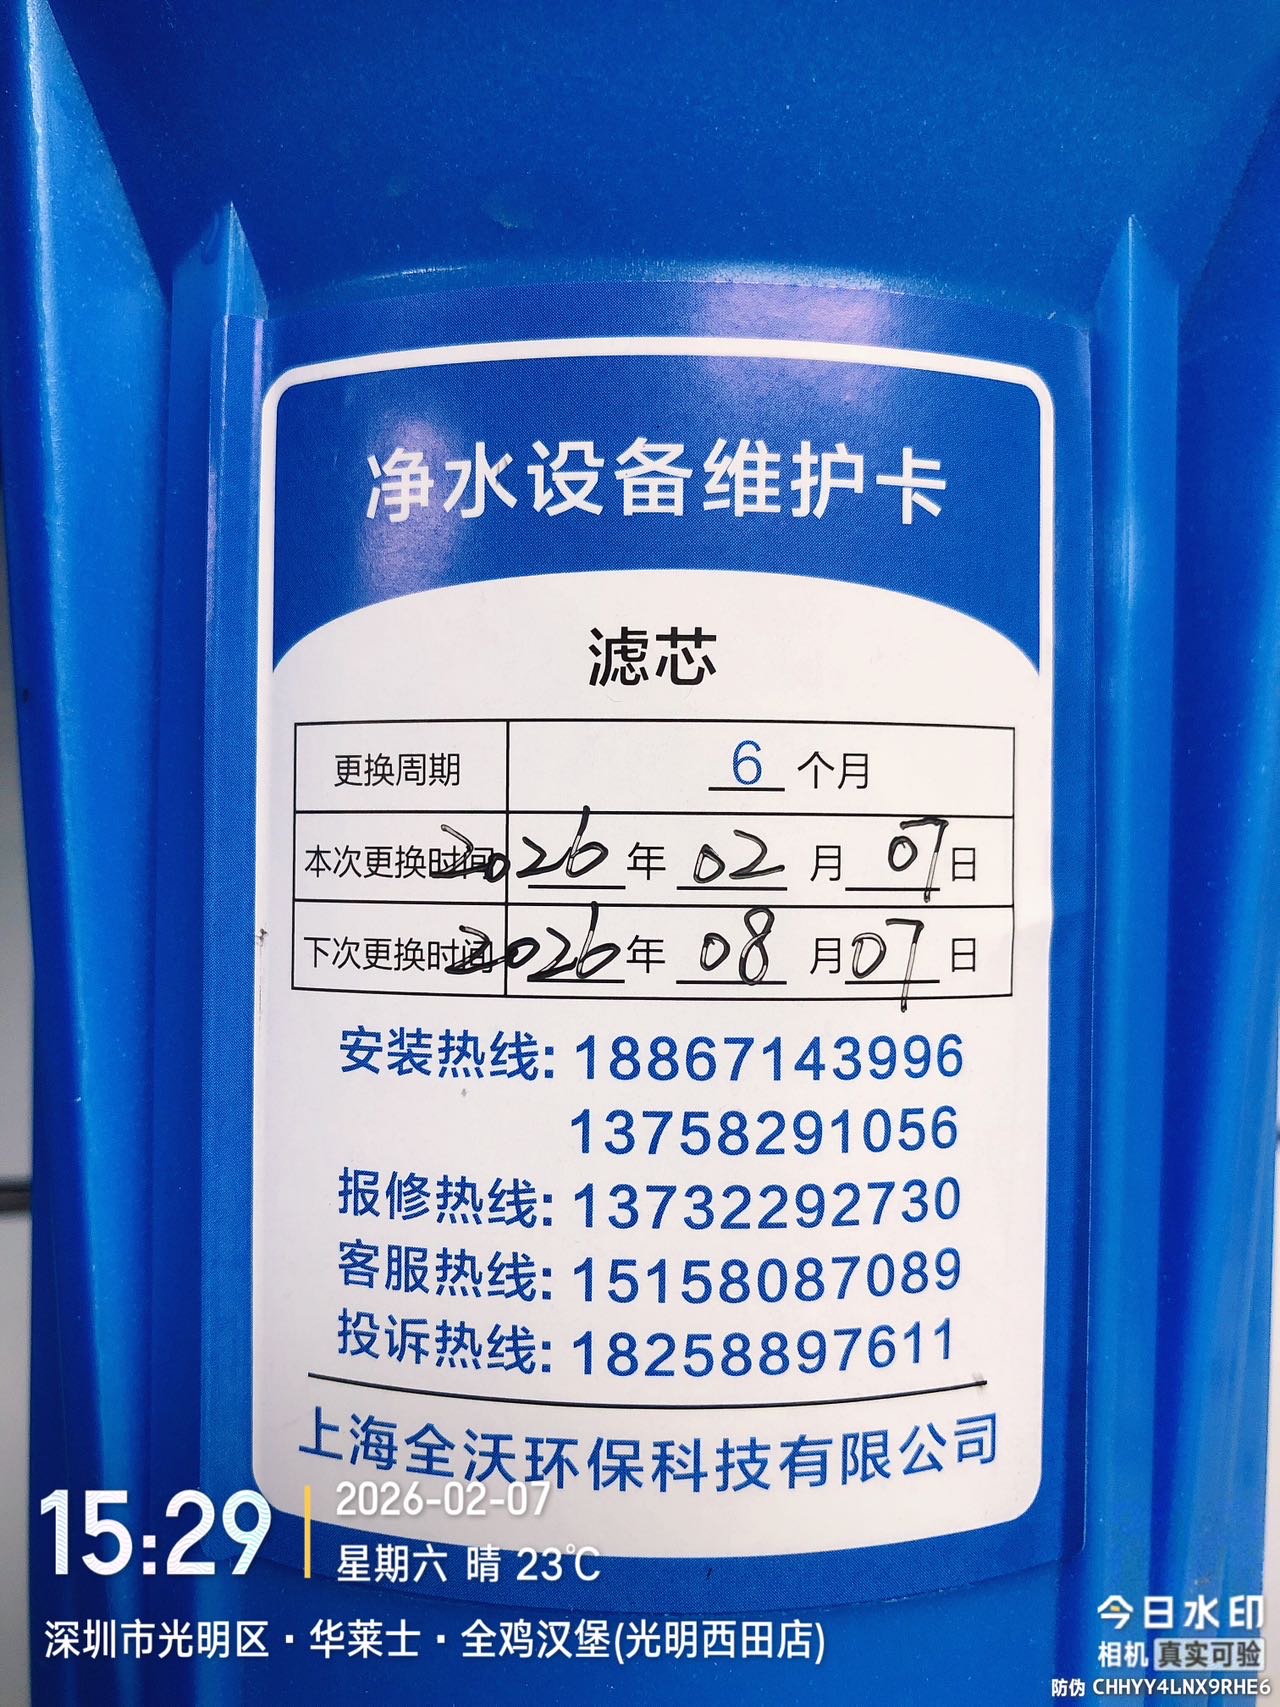 净水设备维护卡
滤芯
更换周期 6 个月
本次更换时间 2026 年 02 月 07 日
下次更换时间 2026 年 08 月 07 日
安装热线: 18867143996
13758291056
报修热线: 13732292730
客服热线: 15158087089
投诉热线: 18258897611
上海全沃环保科技有限公司
15:29
2026-02-07
星期六 晴 23℃
深圳市光明区·华莱士·全鸡汉堡(光明西田店)
今日水印
相机 真实可验
防伪 CHHYY4LNX9RHE6